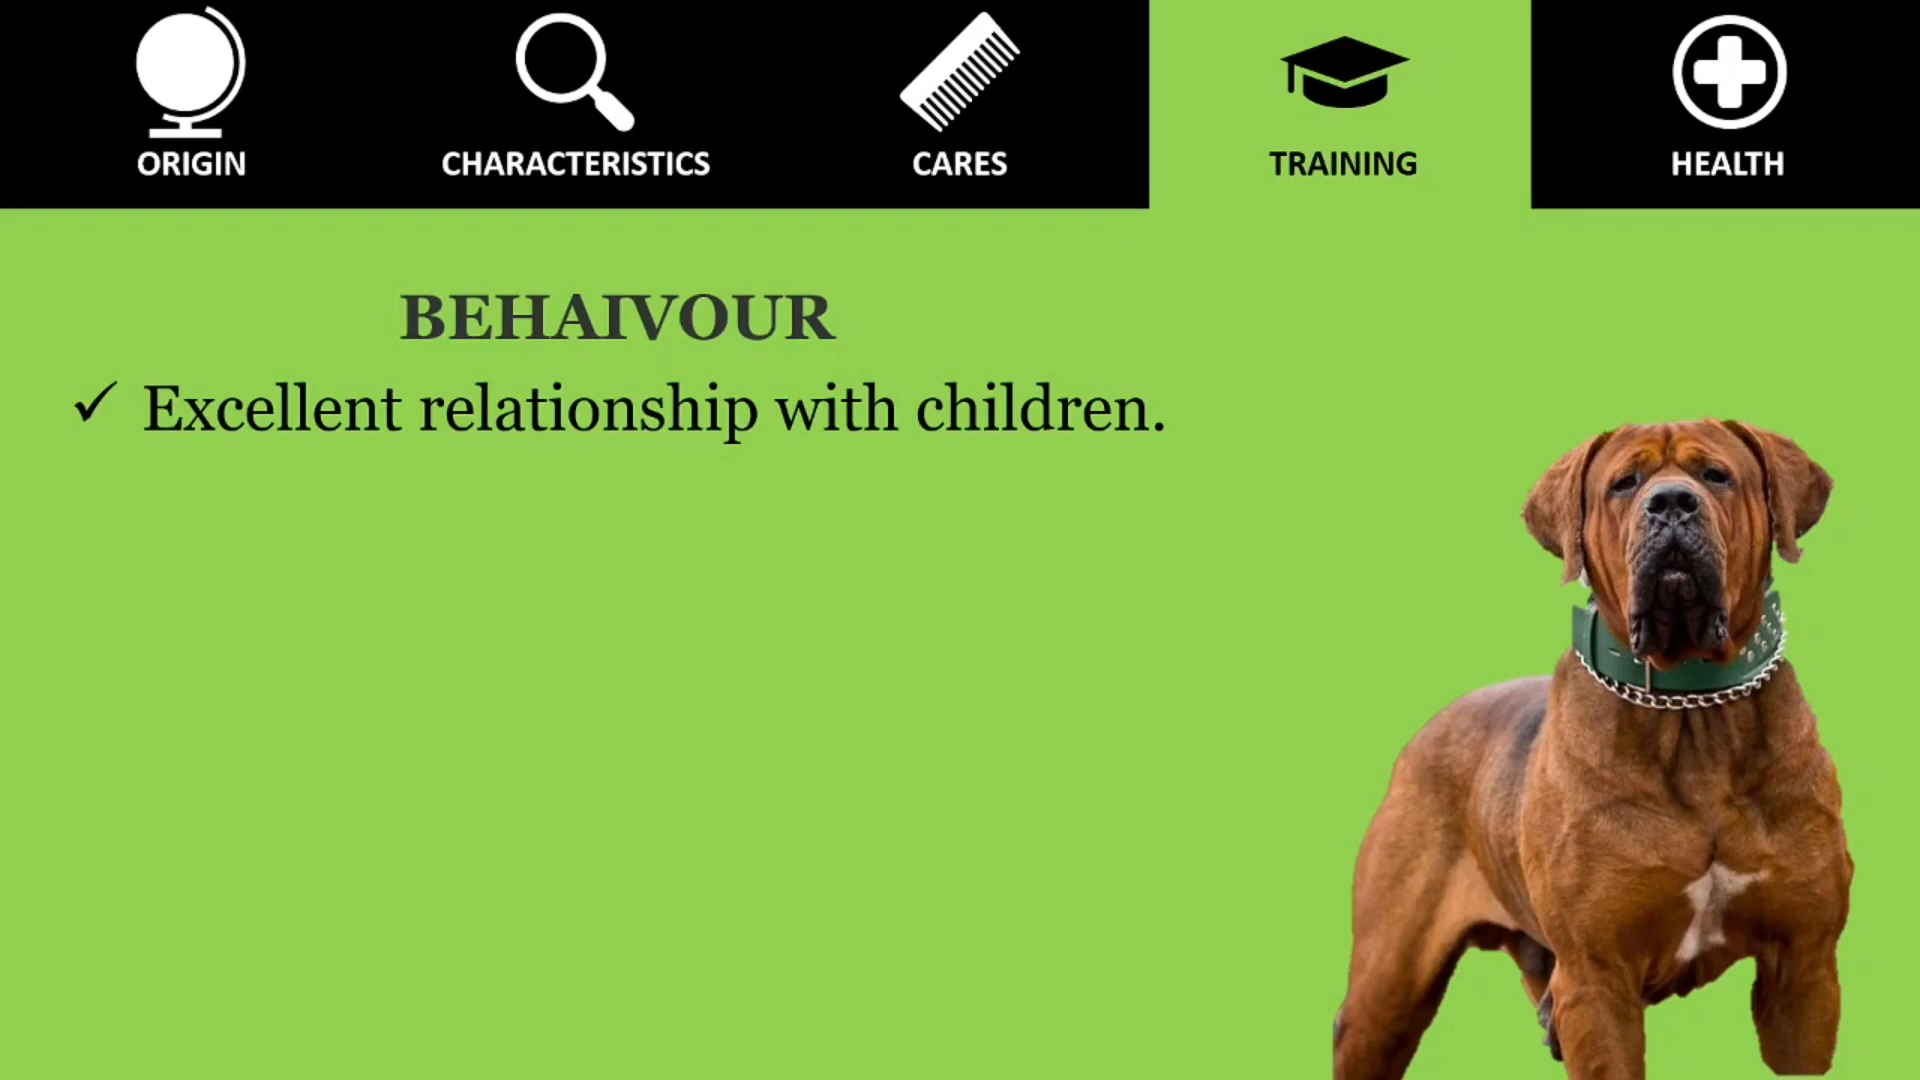 ORIGIN
CHARACTERISTICS
CARES
TRAINING
HEALTH
BEHAIVOUR
✓ Excellent relationship with children.